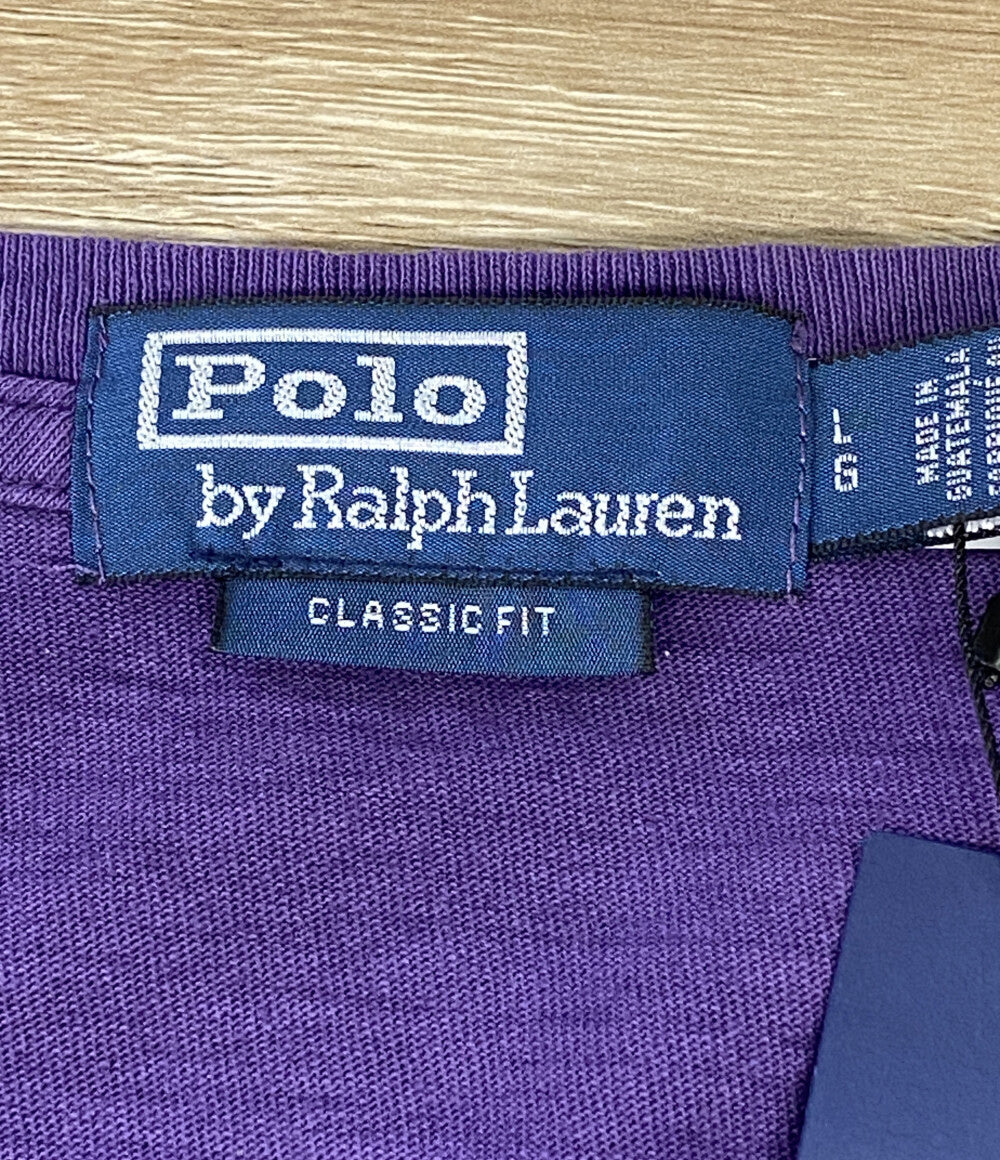 Polo
by Ralph Lauren
CLASSIC FIT
L
G
MADE IN
GUATEMALA